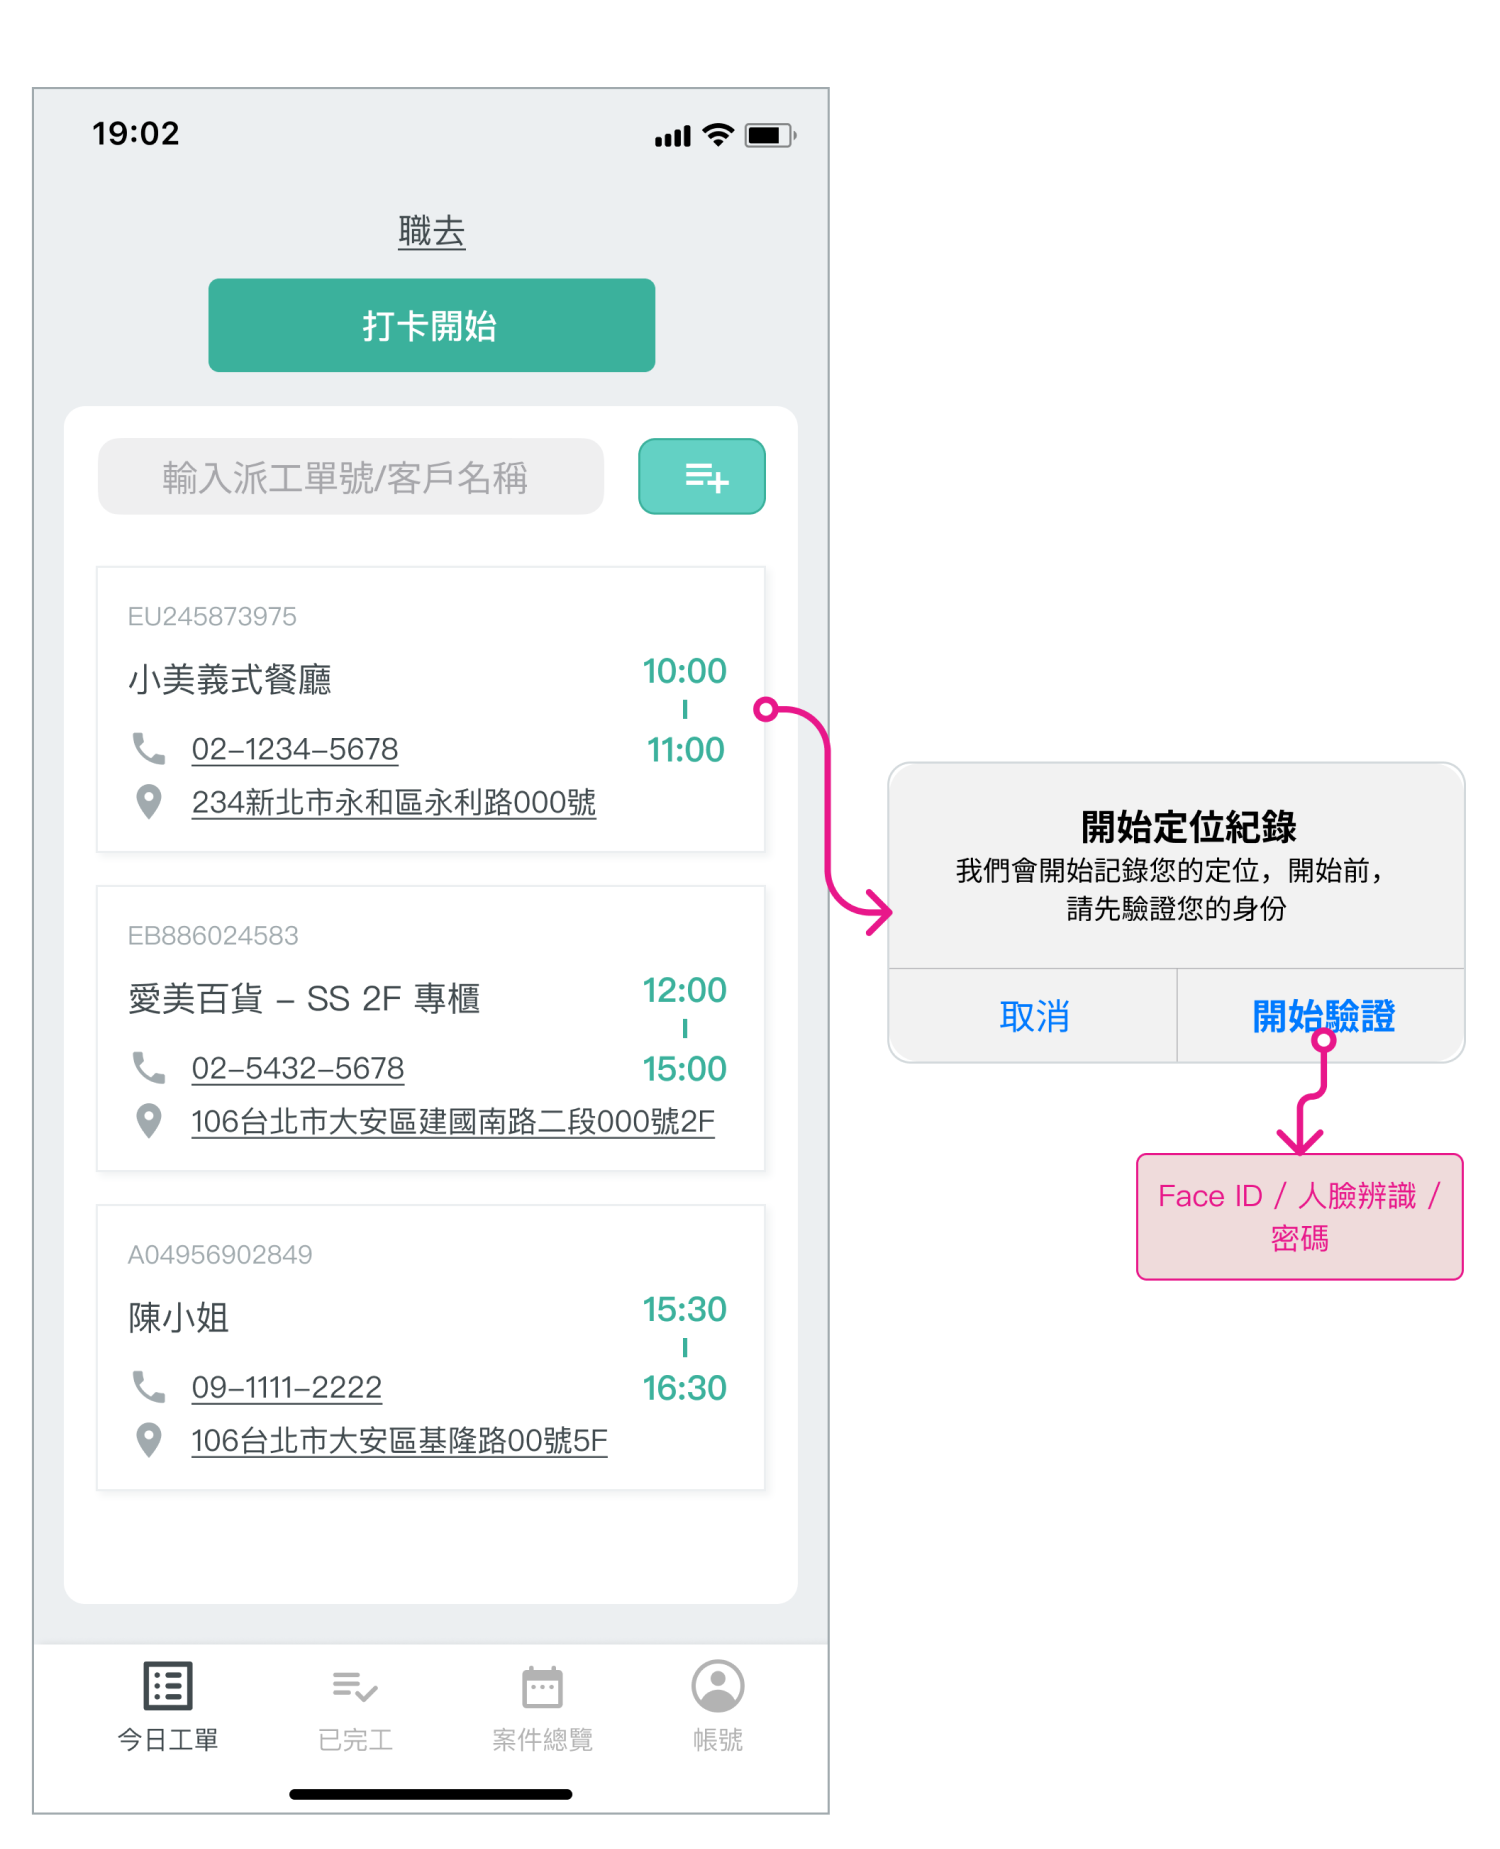 19:02
職去
打卡開始
輸入派工單號/客戶名稱
EU245873975
小美義式餐廳
10:00
11:00
02-1234-5678
234新北市永和區永利路000號
EB886024583
愛美百貨 - SS 2F 專櫃
12:00
15:00
02-5432-5678
106台北市大安區建國南路二段000號2F
A04956902849
陳小姐
15:30
16:30
09-1111-2222
106台北市大安區基隆路00號5F
今日工單
已完工
案件總覽
帳號
開始定位紀錄
我們會開始記錄您的定位，開始前，
請先驗證您的身份
取消
開始驗證
Face ID / 人臉辨識 /
密碼